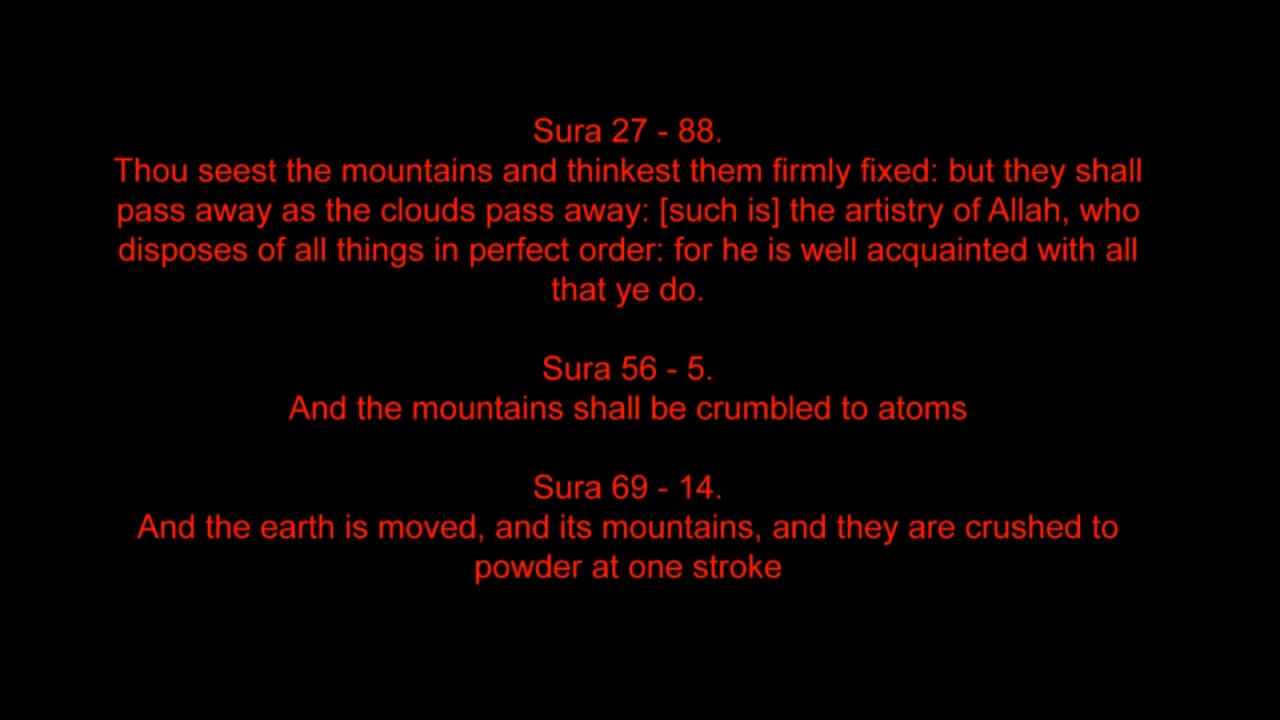 Sura 27 - 88.
Thou seest the mountains and thinkest them firmly fixed: but they shall
pass away as the clouds pass away: [such is] the artistry of Allah, who
disposes of all things in perfect order: for he is well acquainted with all
that ye do.
Sura 56 - 5.
And the mountains shall be crumbled to atoms
Sura 69 - 14.
And the earth is moved, and its mountains, and they are crushed to
powder at one stroke